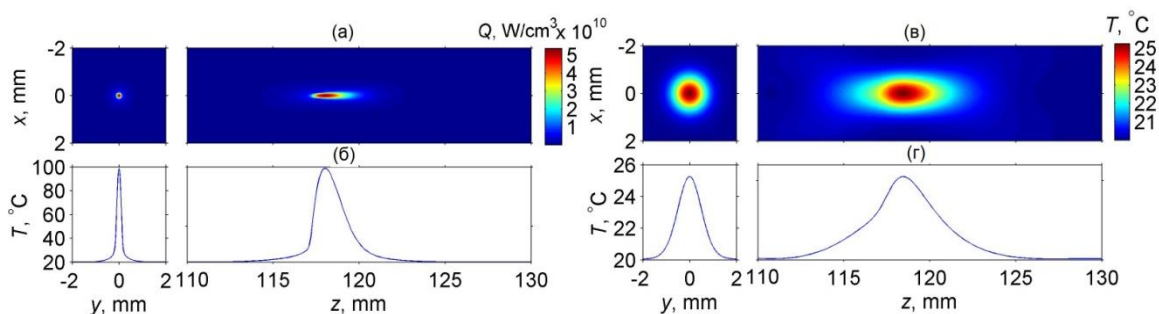 (а) Q, W/cm³x 10¹⁰
(в) T, °C
x, mm
-2
0
2
5
4
3
2
1
x, mm
-2
0
2
25
24
23
22
21
(б)
(г)
T, °C
100
80
60
40
20
-2 0 2
110 115 120 125 130
y, mm
z, mm
T, °C
26
24
22
20
-2 0 2
110 115 120 125 130
y, mm
z, mm